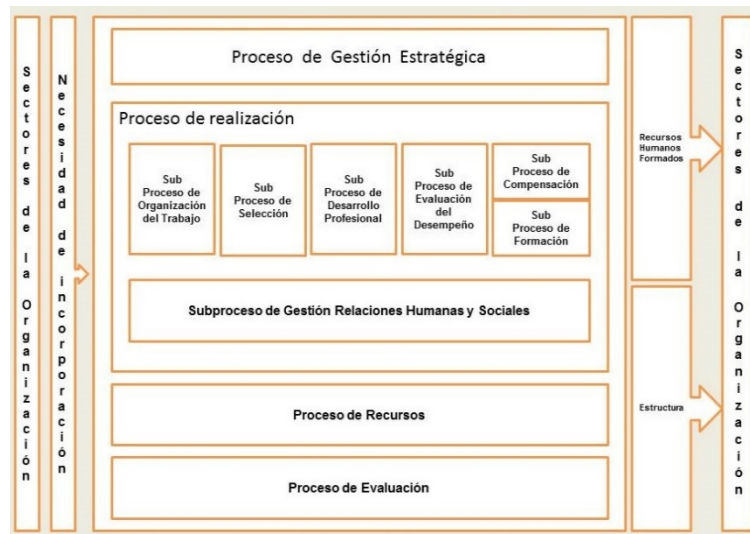 Sectores de la Organización
Necesidad de incorporación
Proceso de Gestión Estratégica
Proceso de realización
Sub
Proceso de
Organización
del Trabajo
Sub
Proceso de
Selección
Sub
Proceso de
Desarrollo
Profesional
Sub
Proceso de
Evaluación
del
Desempeño
Sub
Proceso de
Compensación
Sub
Proceso de
Formación
Subproceso de Gestión Relaciones Humanas y Sociales
Proceso de Recursos
Proceso de Evaluación
Recursos
Humanos
Formados
Estructura
Sectores de la Organización